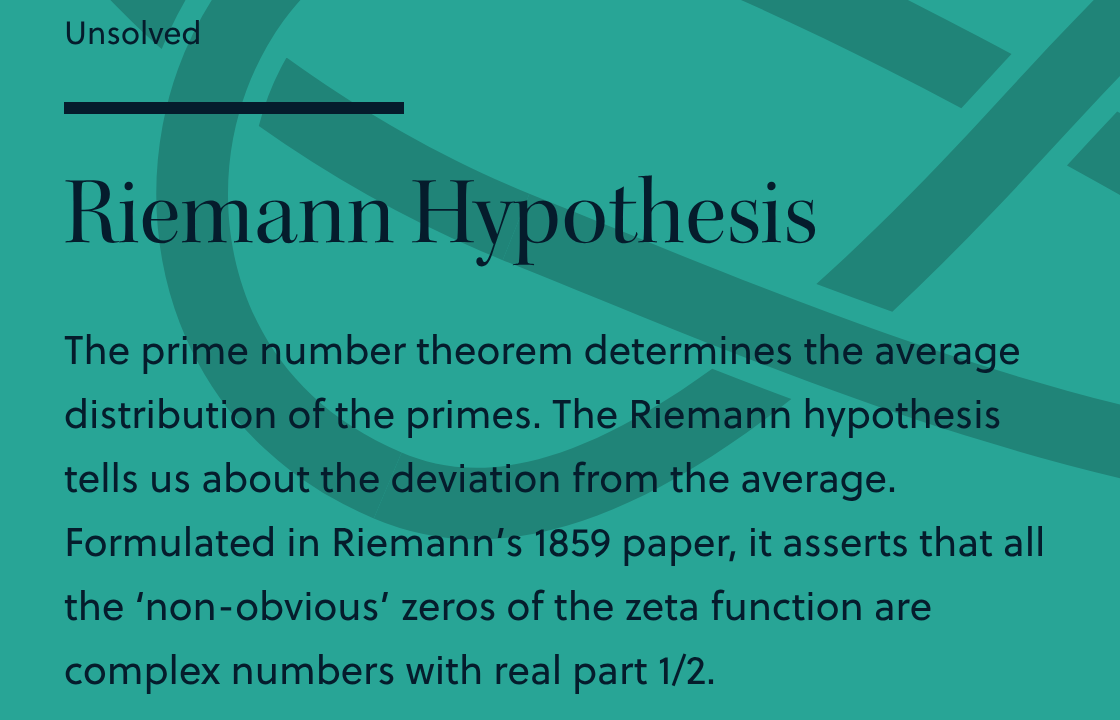 Unsolved
Riemann Hypothesis
The prime number theorem determines the average
distribution of the primes. The Riemann hypothesis
tells us about the deviation from the average.
Formulated in Riemann’s 1859 paper, it asserts that all
the ‘non-obvious’ zeros of the zeta function are
complex numbers with real part 1/2.